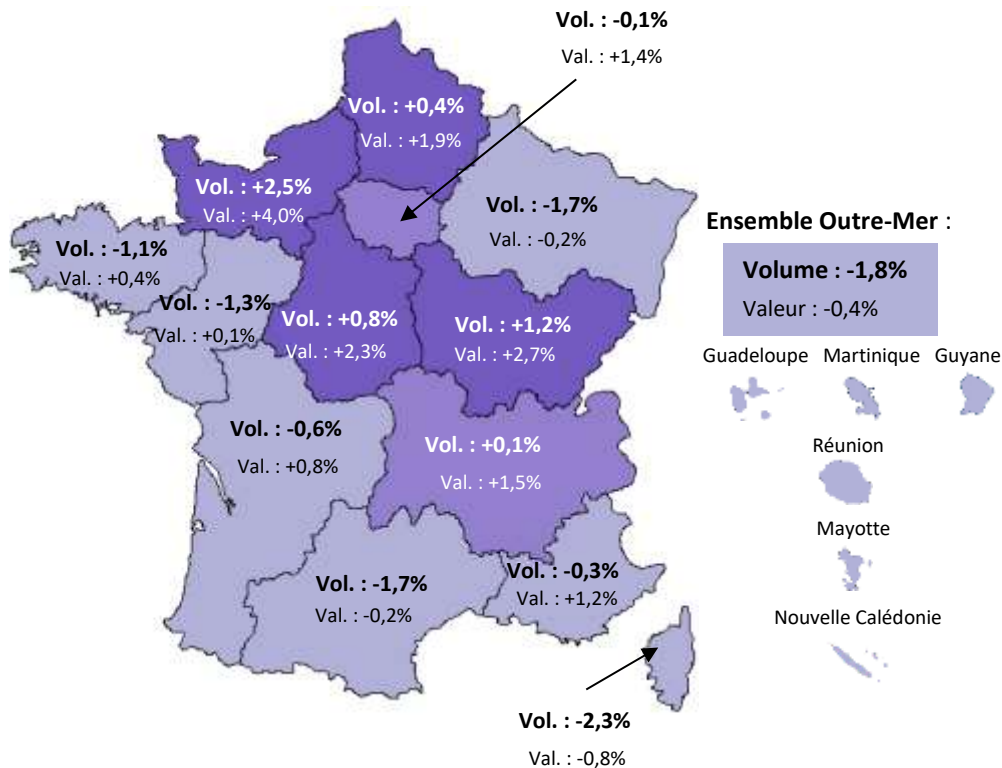 Vol. : -0,1%
Val. : +1,4%
Vol. : +0,4%
Val. : +1,9%
Vol. : +2,5%
Val. : +4,0%
Vol. : -1,7%
Val. : -0,2%
Vol. : -1,1%
Val. : +0,4%
Vol. : -1,3%
Val. : +0,1%
Vol. : +0,8%
Val. : +2,3%
Vol. : +1,2%
Val. : +2,7%
Vol. : -0,6%
Val. : +0,8%
Vol. : +0,1%
Val. : +1,5%
Vol. : -1,7%
Val. : -0,2%
Vol. : -0,3%
Val. : +1,2%
Vol. : -2,3%
Val. : -0,8%
Ensemble Outre-Mer :
Volume : -1,8%
Valeur : -0,4%
Guadeloupe Martinique Guyane
Réunion
Mayotte
Nouvelle Calédonie